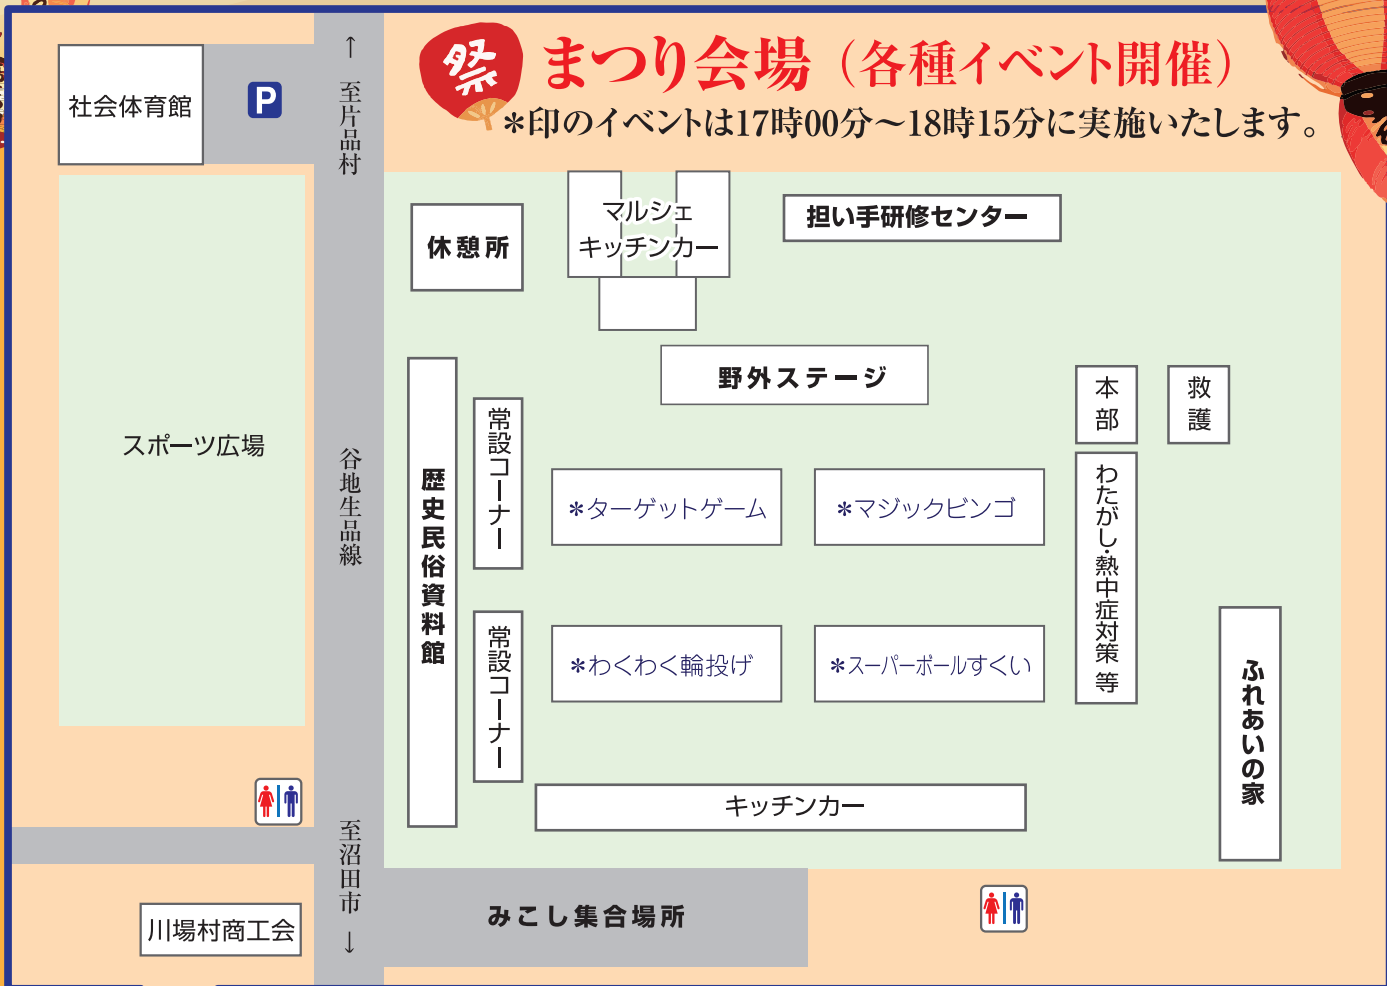 祭
まつり会場（各種イベント開催）
＊印のイベントは17時00分～18時15分に実施いたします。
社会体育館
P
↑ 至片品村
休憩所
マルシェ
キッチンカー
担い手研修センター
野外ステージ
本部
救護
スポーツ広場
谷地生品線
歴史民俗資料館
常設コーナー
＊ターゲットゲーム
＊マジックビンゴ
わたがし・熱中症対策 等
常設コーナー
＊わくわく輪投げ
＊スーパーボールすくい
ふれあいの家
キッチンカー
至沼田市 ↓
みこし集合場所
川場村商工会